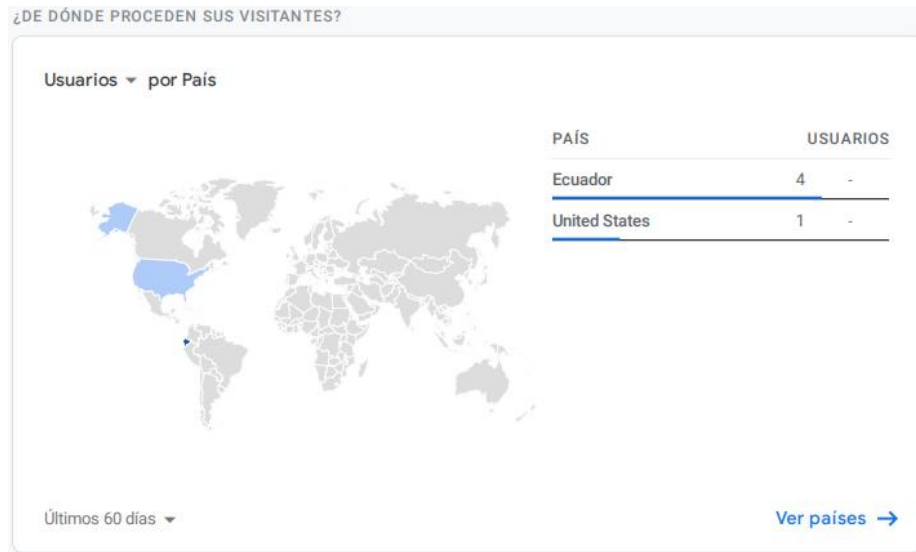 ¿DE DÓNDE PROCEDEN SUS VISITANTES?
Usuarios por País
PAÍS USUARIOS
Ecuador 4 -
United States 1 -
Últimos 60 días
Ver países →